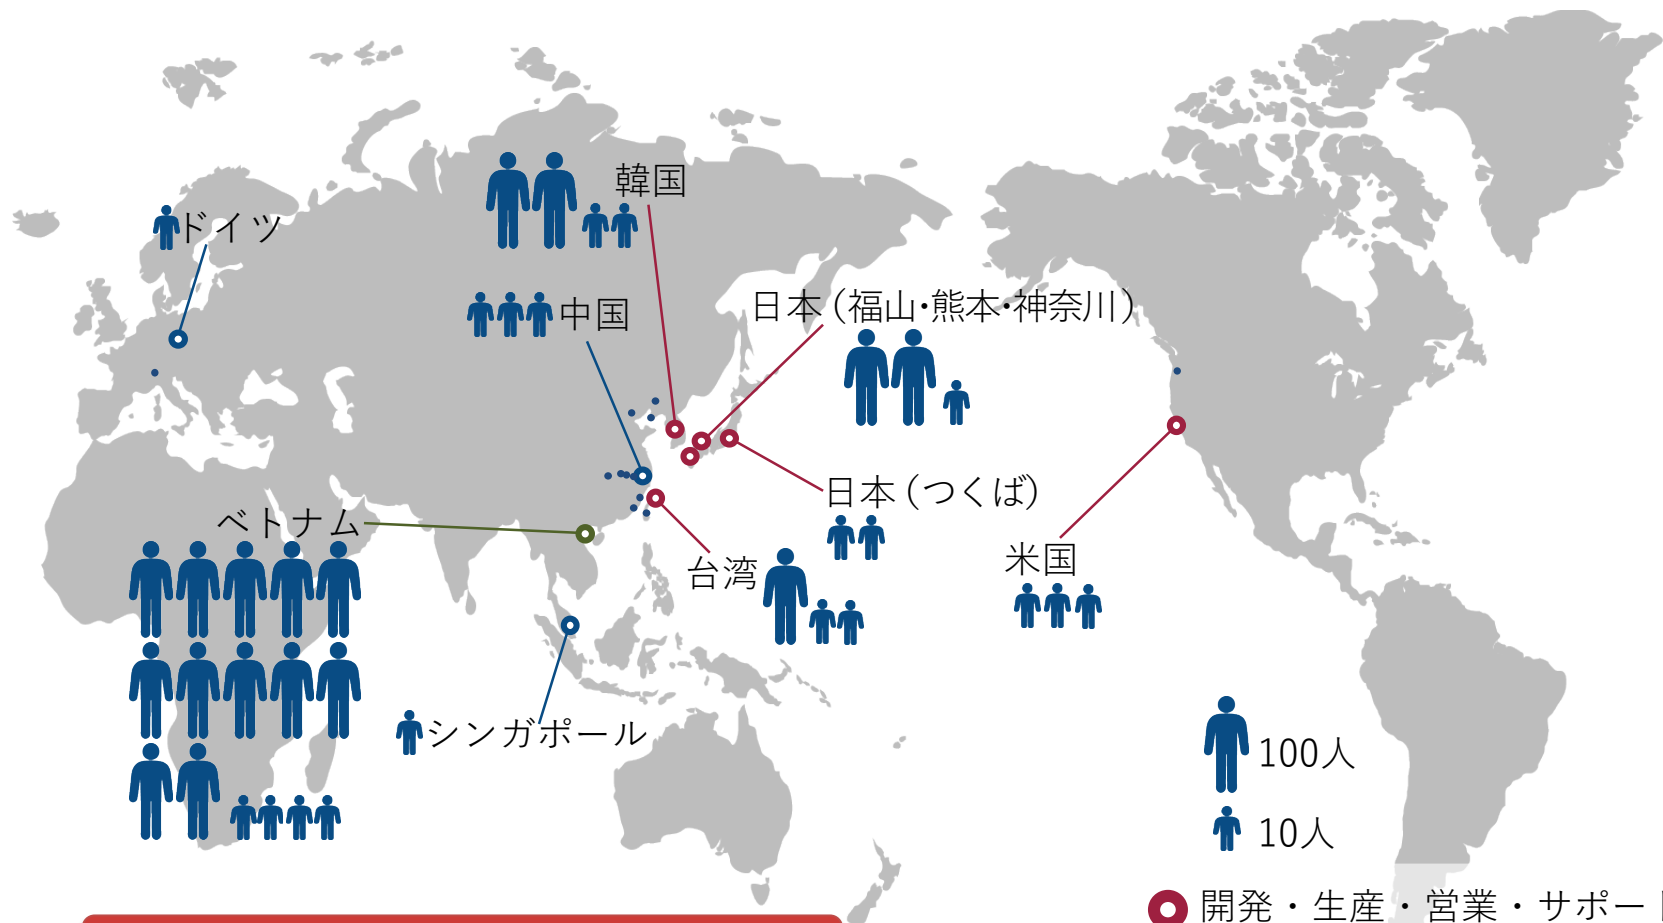 韓国
ドイツ
中国
日本（福山・熊本・神奈川）
日本（つくば）
ベトナム
台湾
米国
シンガポール
100人
10人
開発・生産・営業・サポート